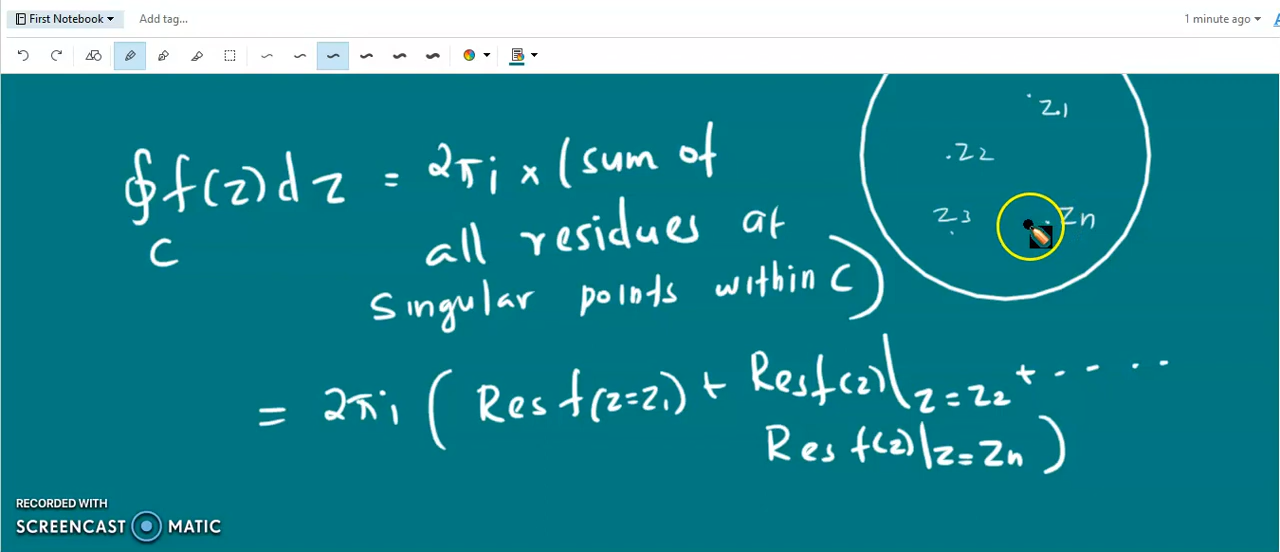 First Notebook
Add tag...
1 minute ago
.z1
.z2
z3
.zn
∮f(z)dz = 2πi × (sum of
C
all residues at
singular points within C)
= 2πi ( Res f(z=z1) + Res f(z)|z=z2 + - - - - -
Res f(z)|z=zn )
RECORDED WITH
SCREENCAST MATIC